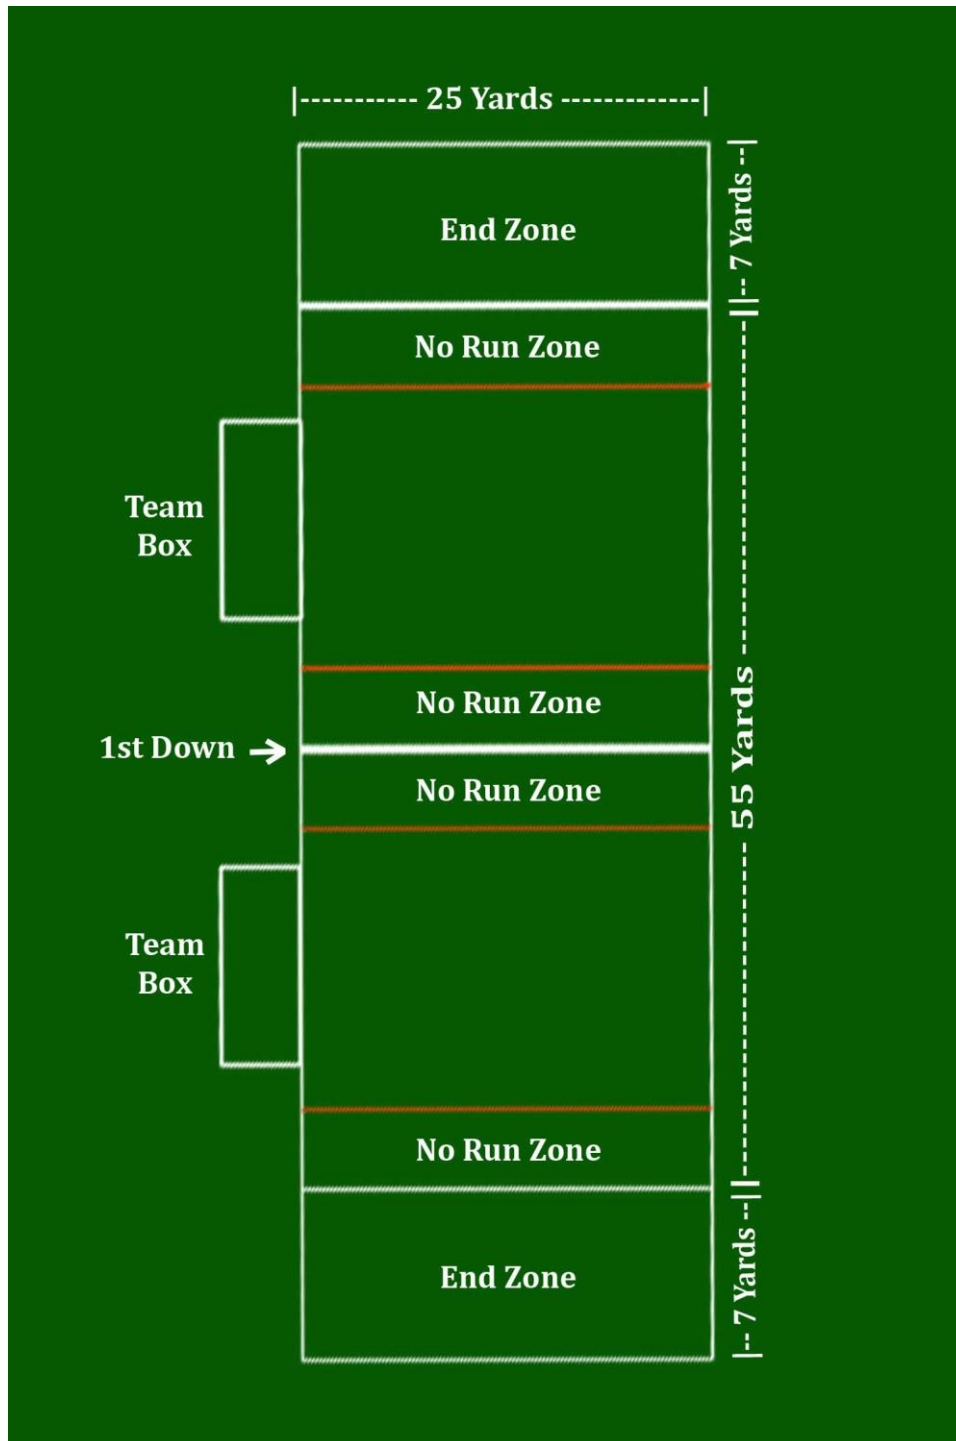 |----------- 25 Yards -------------|
End Zone
|-- 7 Yards --|
No Run Zone
Team
Box
No Run Zone
1st Down →
|---------------- 55 Yards ----------------|
No Run Zone
Team
Box
No Run Zone
End Zone
|-- 7 Yards --|